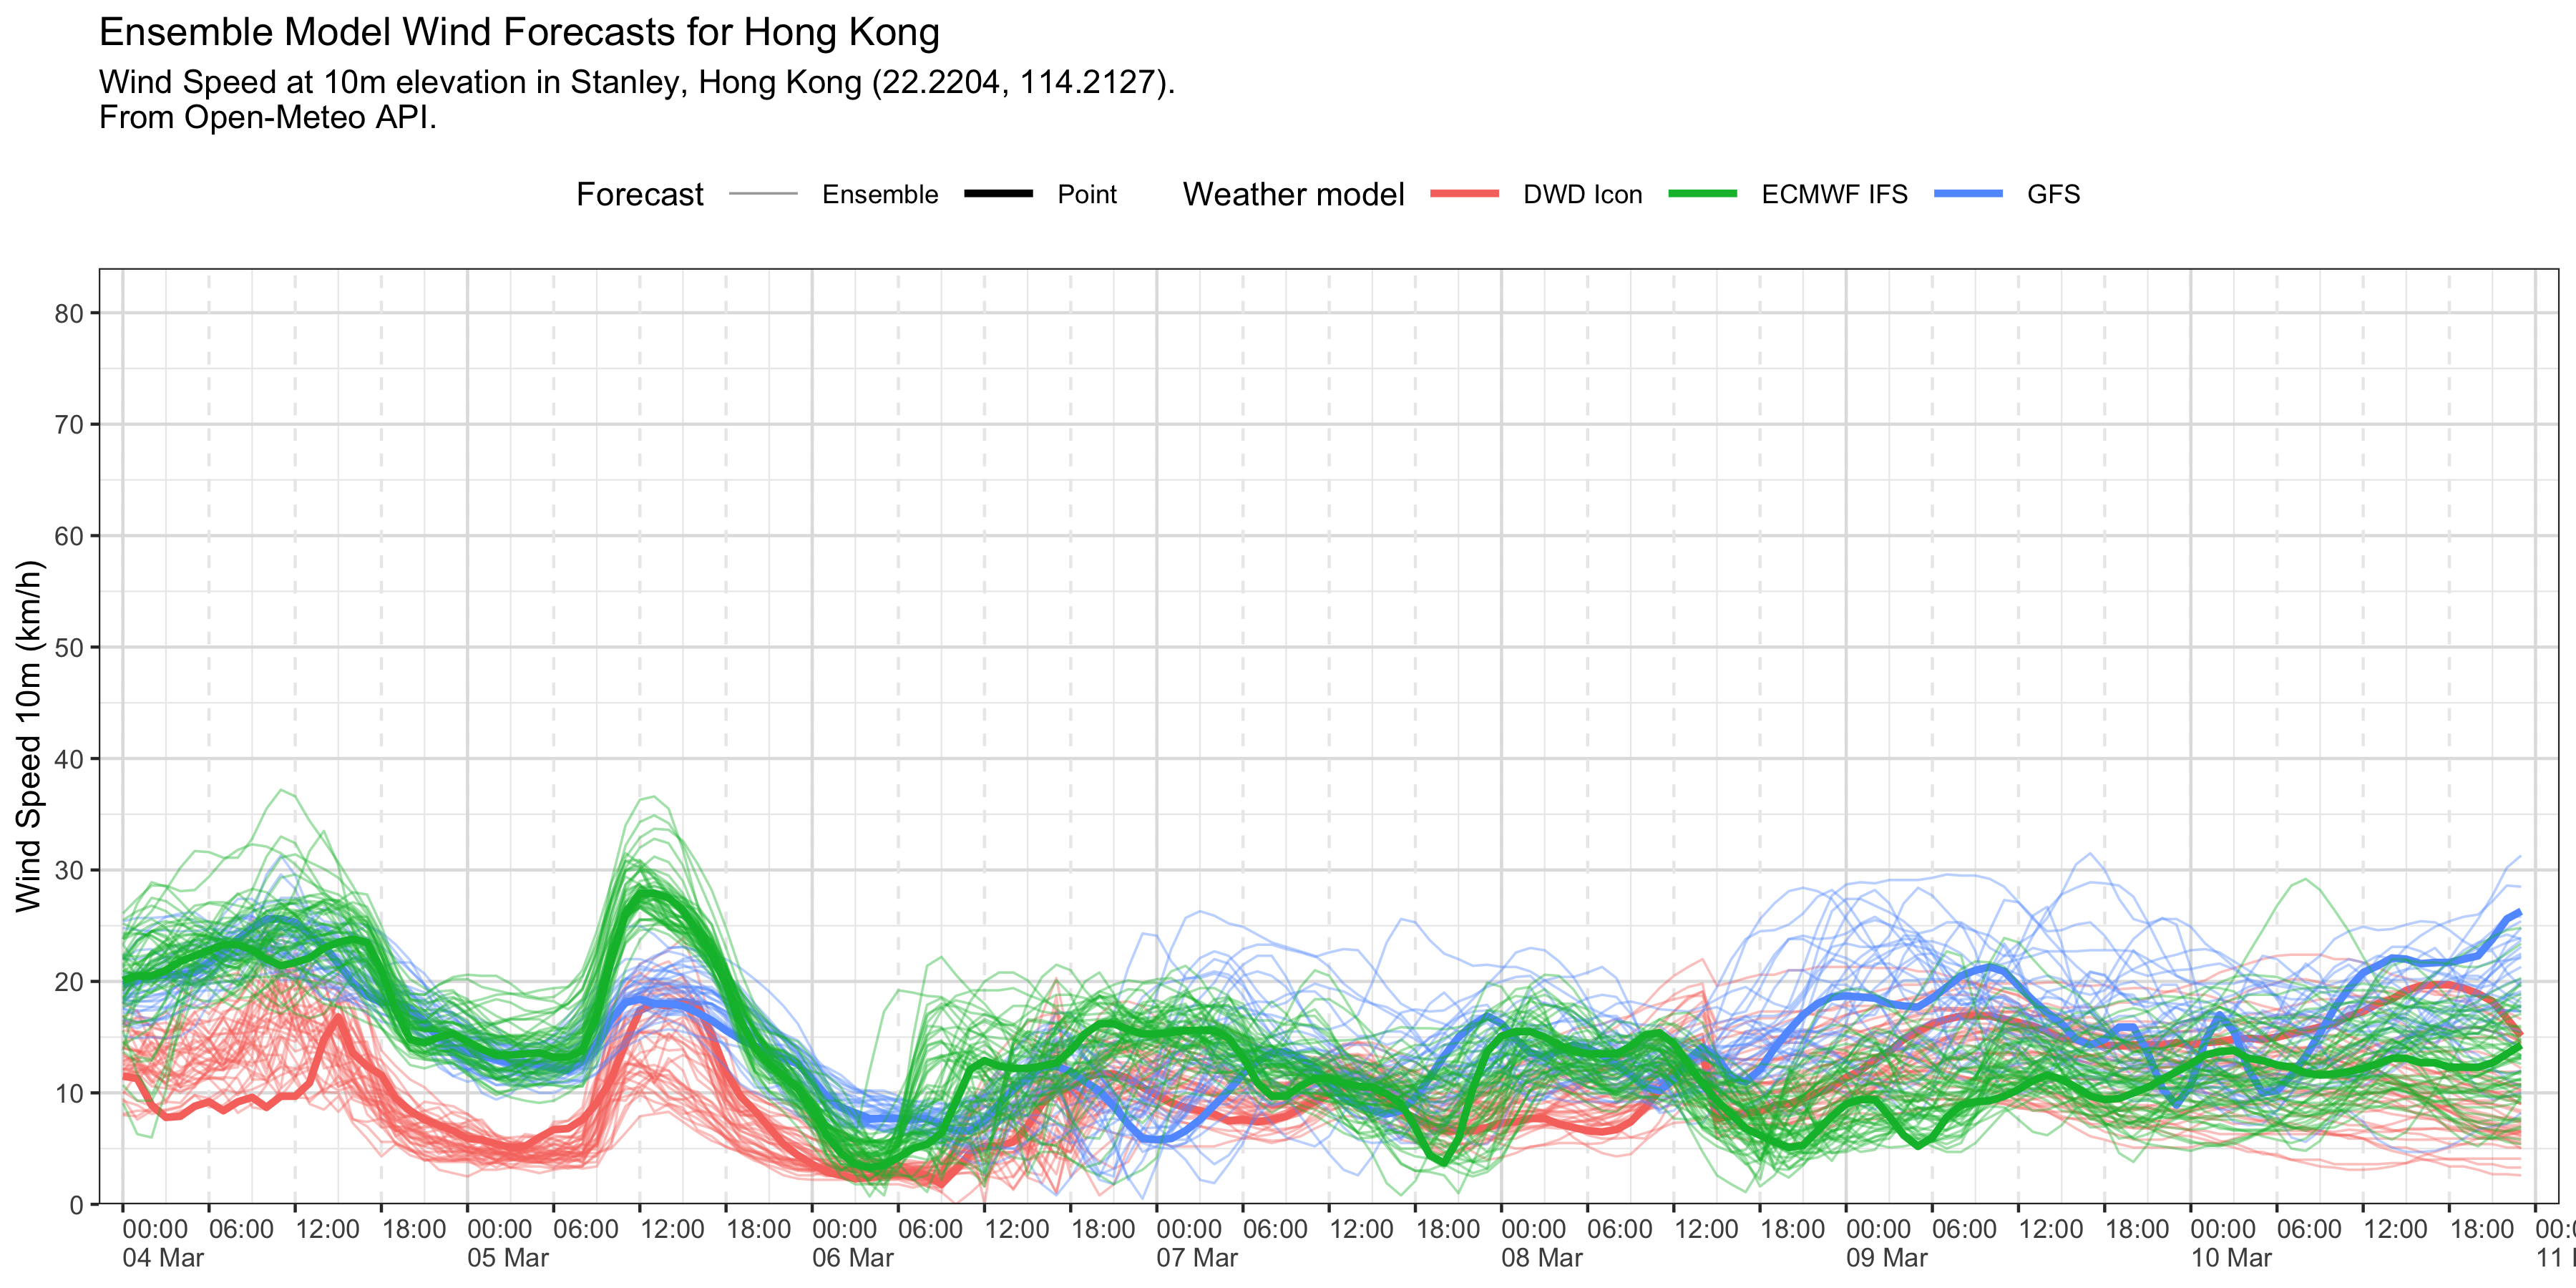 Ensemble Model Wind Forecasts for Hong Kong
Wind Speed at 10m elevation in Stanley, Hong Kong (22.2204, 114.2127).
From Open-Meteo API.
Forecast Ensemble Point Weather model DWD Icon ECMWF IFS GFS
Wind Speed 10m (km/h)
80
70
60
50
40
30
20
10
0
00:00 06:00 12:00 18:00 00:00 06:00 12:00 18:00 00:00 06:00 12:00 18:00 00:00 06:00 12:00 18:00 00:00 06:00 12:00 18:00 00:00 06:00 12:00 18:00 00:00 06:00 12:00 18:00
04 Mar 05 Mar 06 Mar 07 Mar 08 Mar 09 Mar 10 Mar 11